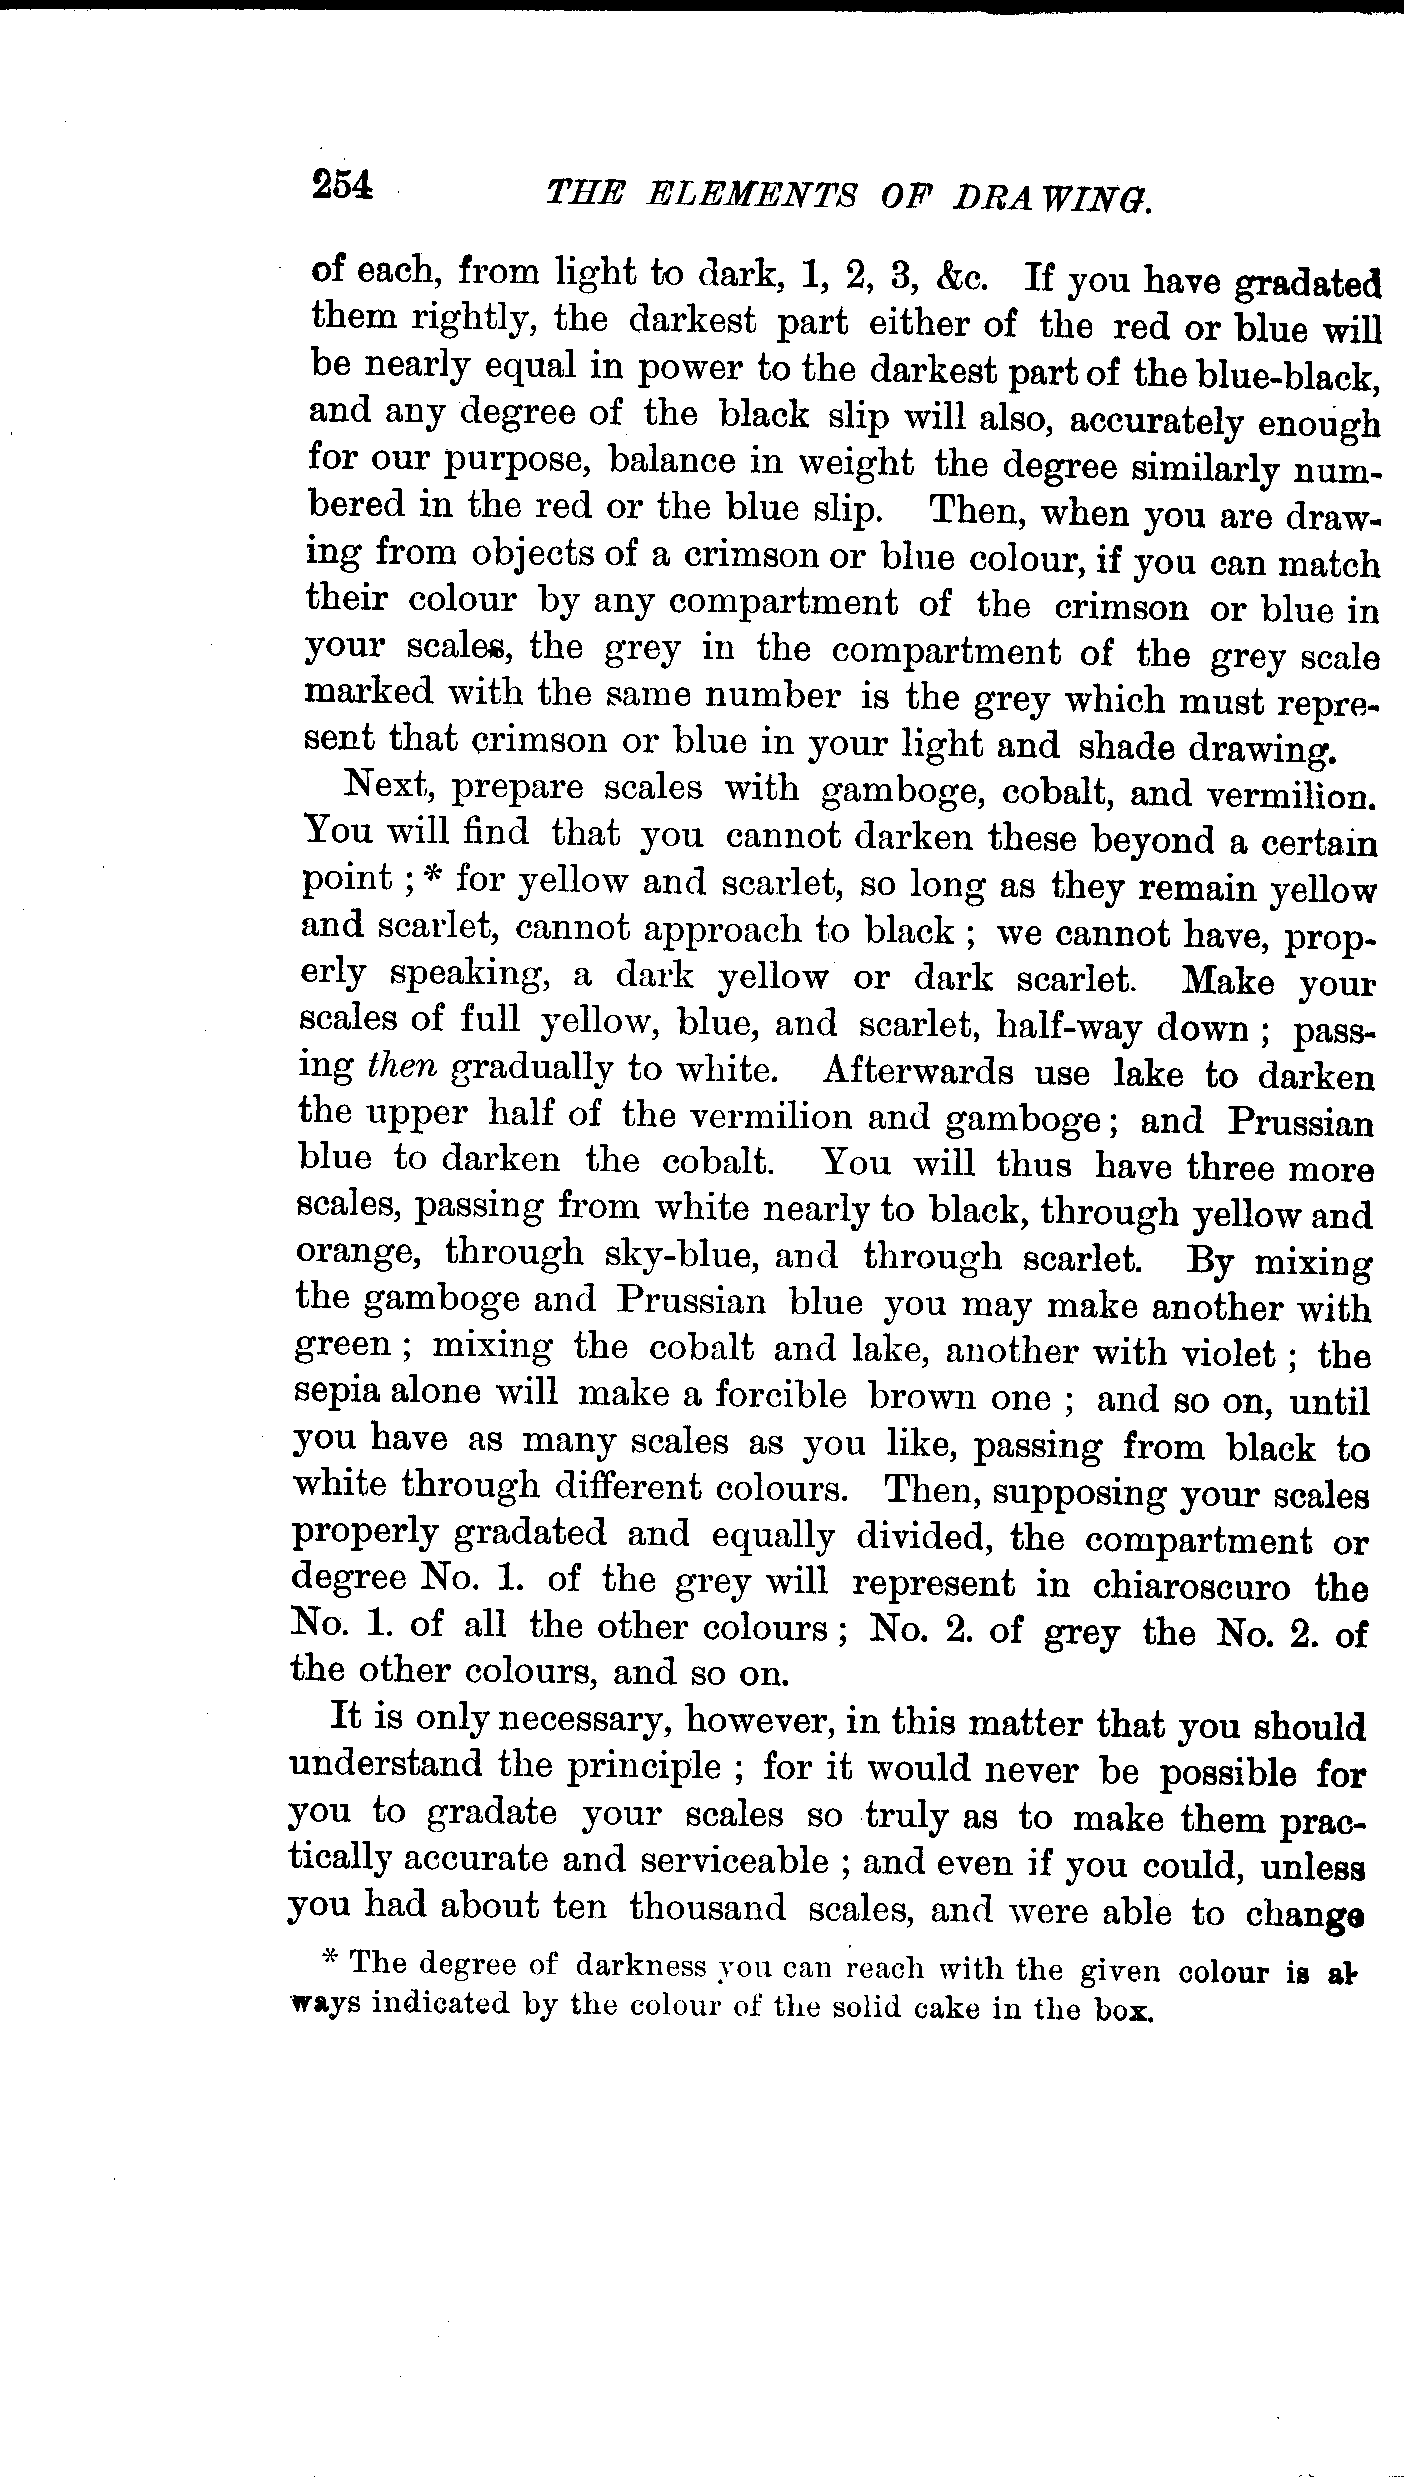 254 THE ELEMENTS OF DRAWING.
of each, from light to dark, 1, 2, 3, &c. If you have gradated
them rightly, the darkest part either of the red or blue will
be nearly equal in power to the darkest part of the blue-black,
and any degree of the black slip will also, accurately enough
for our purpose, balance in weight the degree similarly num-
bered in the red or the blue slip. Then, when you are draw-
ing from objects of a crimson or blue colour, if you can match
their colour by any compartment of the crimson or blue in
your scales, the grey in the compartment of the grey scale
marked with the same number is the grey which must repre-
sent that crimson or blue in your light and shade drawing.
Next, prepare scales with gamboge, cobalt, and vermilion.
You will find that you cannot darken these beyond a certain
point ; * for yellow and scarlet, so long as they remain yellow
and scarlet, cannot approach to black ; we cannot have, prop-
erly speaking, a dark yellow or dark scarlet. Make your
scales of full yellow, blue, and scarlet, half-way down ; pass-
ing then gradually to white. Afterwards use lake to darken
the upper half of the vermilion and gamboge ; and Prussian
blue to darken the cobalt. You will thus have three more
scales, passing from white nearly to black, through yellow and
orange, through sky-blue, and through scarlet. By mixing
the gamboge and Prussian blue you may make another with
green ; mixing the cobalt and lake, another with violet ; the
sepia alone will make a forcible brown one ; and so on, until
you have as many scales as you like, passing from black to
white through different colours. Then, supposing your scales
properly gradated and equally divided, the compartment or
degree No. 1. of the grey will represent in chiaroscuro the
No. 1. of all the other colours ; No. 2. of grey the No. 2. of
the other colours, and so on.
It is only necessary, however, in this matter that you should
understand the principle ; for it would never be possible for
you to gradate your scales so truly as to make them prac-
tically accurate and serviceable ; and even if you could, unless
you had about ten thousand scales, and were able to change
* The degree of darkness you can reach with the given colour is al-
ways indicated by the colour of the solid cake in the box.